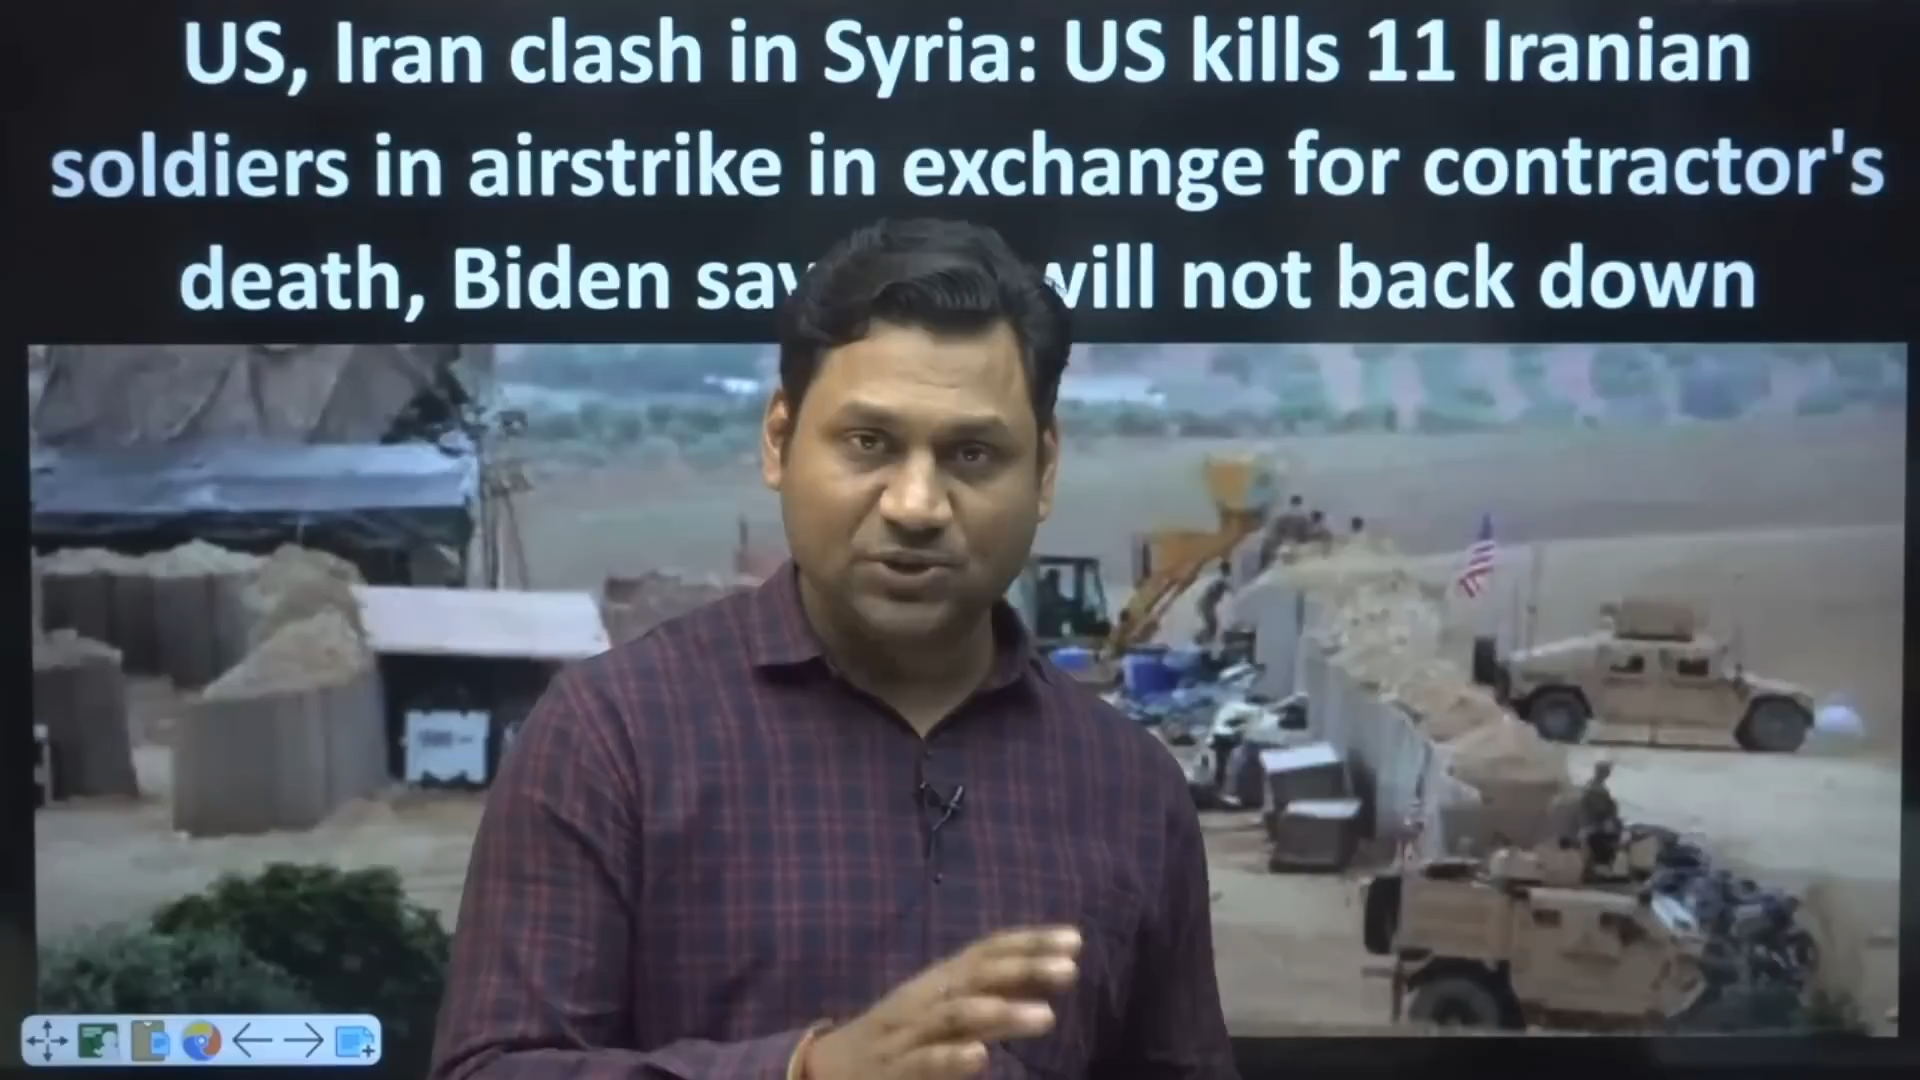 US, Iran clash in Syria: US kills 11 Iranian
soldiers in airstrike in exchange for contractor's
death, Biden will not back down